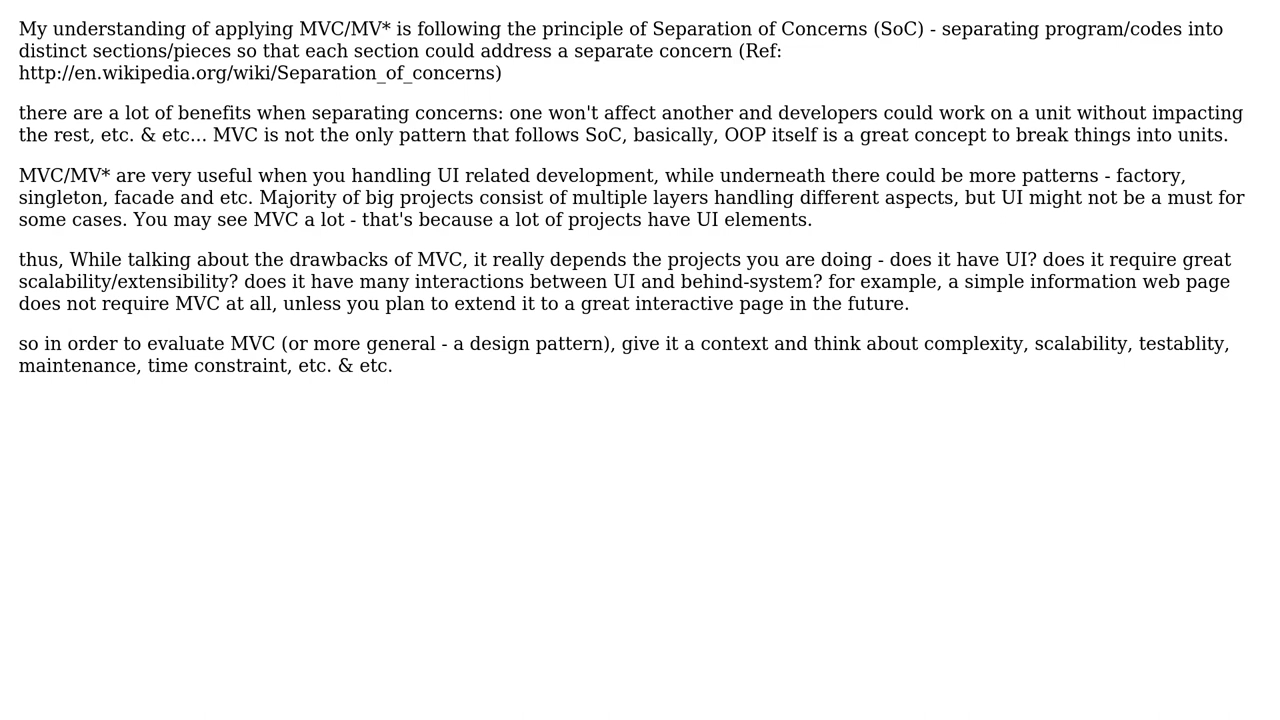 My understanding of applying MVC/MV* is following the principle of Separation of Concerns (SoC) - separating program/codes into
distinct sections/pieces so that each section could address a separate concern (Ref:
http://en.wikipedia.org/wiki/Separation_of_concerns)
there are a lot of benefits when separating concerns: one won't affect another and developers could work on a unit without impacting
the rest, etc. & etc... MVC is not the only pattern that follows SoC, basically, OOP itself is a great concept to break things into units.
MVC/MV* are very useful when you handling UI related development, while underneath there could be more patterns - factory,
singleton, facade and etc. Majority of big projects consist of multiple layers handling different aspects, but UI might not be a must for
some cases. You may see MVC a lot - that's because a lot of projects have UI elements.
thus, While talking about the drawbacks of MVC, it really depends the projects you are doing - does it have UI? does it require great
scalability/extensibility? does it have many interactions between UI and behind-system? for example, a simple information web page
does not require MVC at all, unless you plan to extend it to a great interactive page in the future.
so in order to evaluate MVC (or more general - a design pattern), give it a context and think about complexity, scalability, testablity,
maintenance, time constraint, etc. & etc.